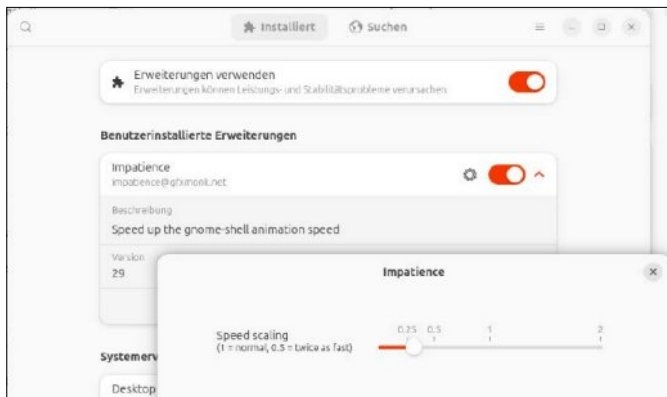 Installiert
Suchen
Erweiterungen verwenden
Erweiterungen können Leistungs- und Stabilitätsprobleme verursachen
Benutzerinstallierte Erweiterungen
Impatience
impatience@gfxmonk.net
Beschreibung
Speed up the gnome-shell animation speed
Version
29
Impatience
Speed scaling
(1 = normal, 0.5 = twice as fast)
0.25 0.5 1 2
Systemerv
Desktop